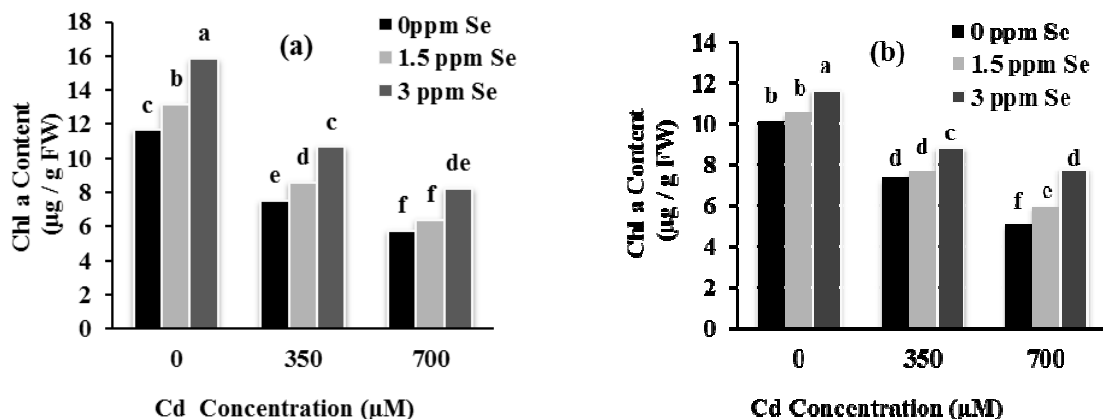 18
16
14
12
10
8
6
4
2
0
Chl a Content
(µg / g FW)
(a)
0ppm Se
1.5 ppm Se
3 ppm Se
c
b
a
e
d
c
f
f
de
0
350
700
Cd Concentration (µM)
14
12
10
8
6
4
2
0
Chl a Content
(µg / g FW)
(b)
0 ppm Se
1.5 ppm Se
3 ppm Se
b
b
a
d
d
c
f
e
d
0
350
700
Cd Concentration (µM)